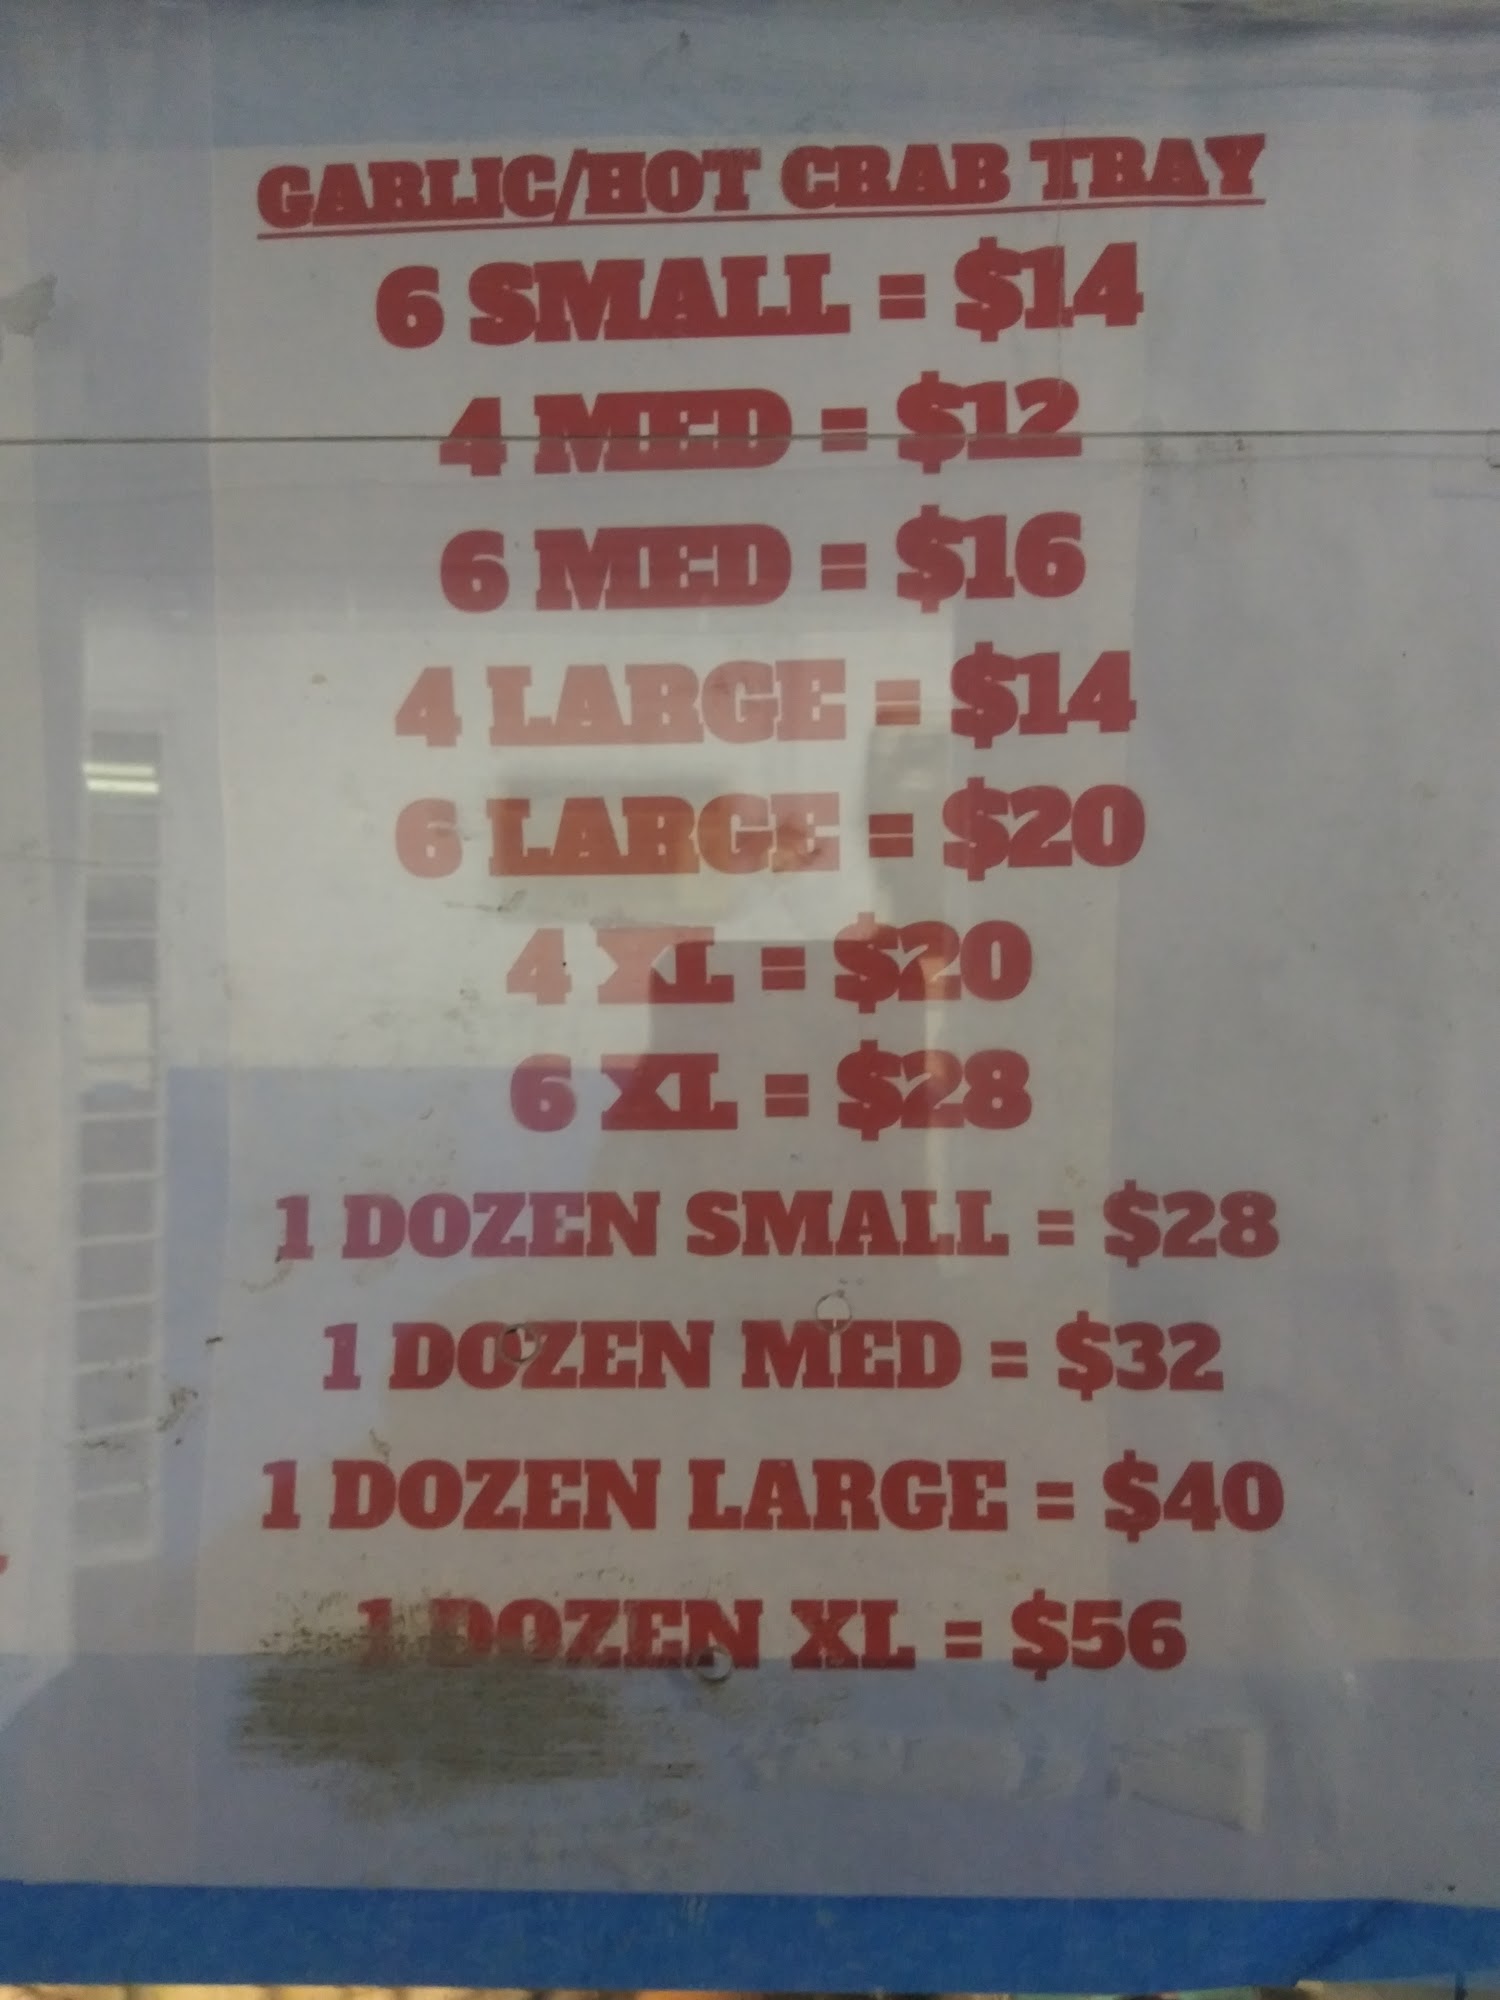 GARLIC/HOT CRAB TRAY
6 SMALL = $14
4 MED = $12
6 MED = $16
4 LARGE = $14
6 LARGE = $20
4 XL = $20
6 XL = $28
1 DOZEN SMALL = $28
1 DOZEN MED = $32
1 DOZEN LARGE = $40
1 DOZEN XL = $56